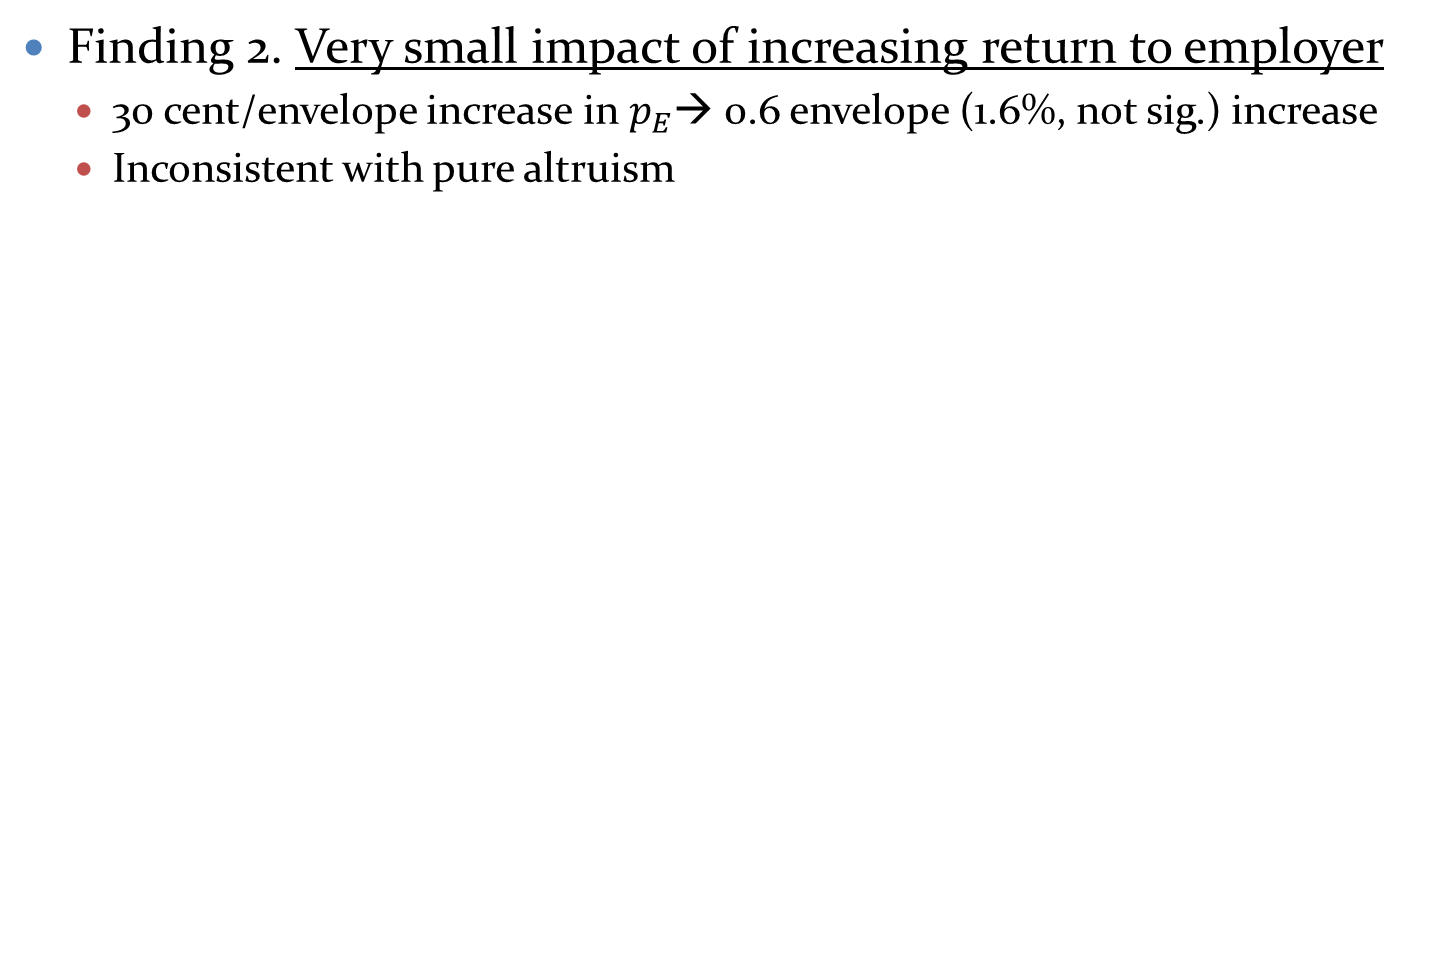 • Finding 2. Very small impact of increasing return to employer
• 30 cent/envelope increase in p_E → 0.6 envelope (1.6%, not sig.) increase
• Inconsistent with pure altruism